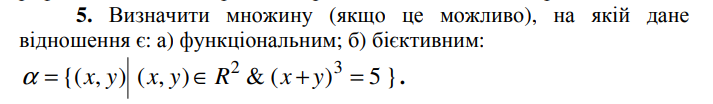 5. Визначити множину (якщо це можливо), на якій дане
відношення є: а) функціональним; б) бієктивним:
α = {(x, y)| (x, y)∈ R² & (x+y)³ = 5 }.